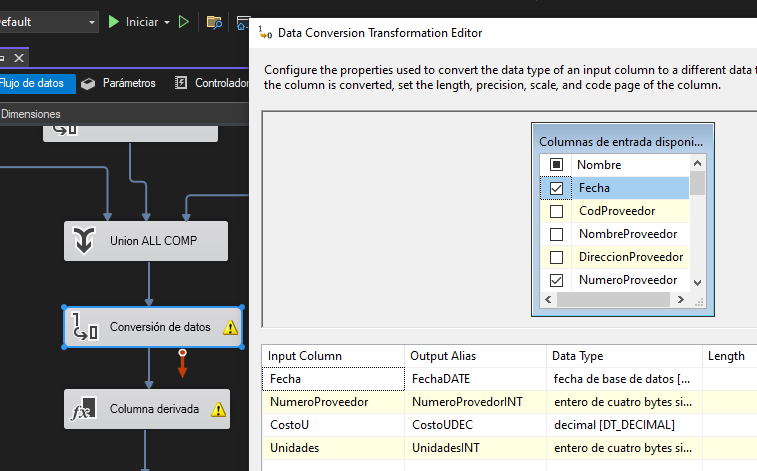 efault
Iniciar
Flujo de datos
Parámetros
Controlador
Dimensiones
Union ALL COMP
Conversión de datos
Columna derivada
Data Conversion Transformation Editor
Configure the properties used to convert the data type of an input column to a different data t
the column is converted, set the length, precision, scale, and code page of the column.
Columnas de entrada disponi...
Nombre
Fecha
CodProveedor
NombreProveedor
DireccionProveedor
NumeroProveedor
Input Column Output Alias Data Type Length
Fecha FechaDATE fecha de base de datos [...
NumeroProveedor NumeroProvedorINT entero de cuatro bytes si...
CostoU CostoUDEC decimal [DT_DECIMAL]
Unidades UnidadesINT entero de cuatro bytes si...